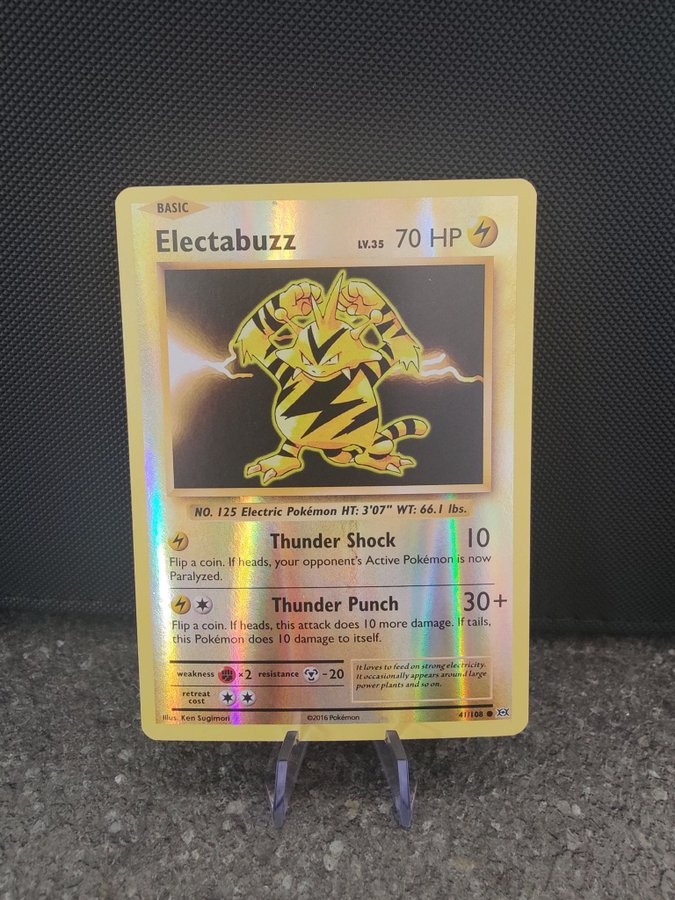 BASIC
Electabuzz LV.35 70 HP
NO. 125 Electric Pokémon HT: 3'07" WT: 66.1 lbs.
Thunder Shock 10
Flip a coin. If heads, your opponent's Active Pokémon is now
Paralyzed.
Thunder Punch 30+
Flip a coin. If heads, this attack does 10 more damage. If tails,
this Pokémon does 10 damage to itself.
weakness ×2 resistance -20
retreat
cost
It loves to feed on strong electricity.
It occasionally appears around large
power plants and so on.
Illus. Ken Sugimori ©2016 Pokémon 41/108